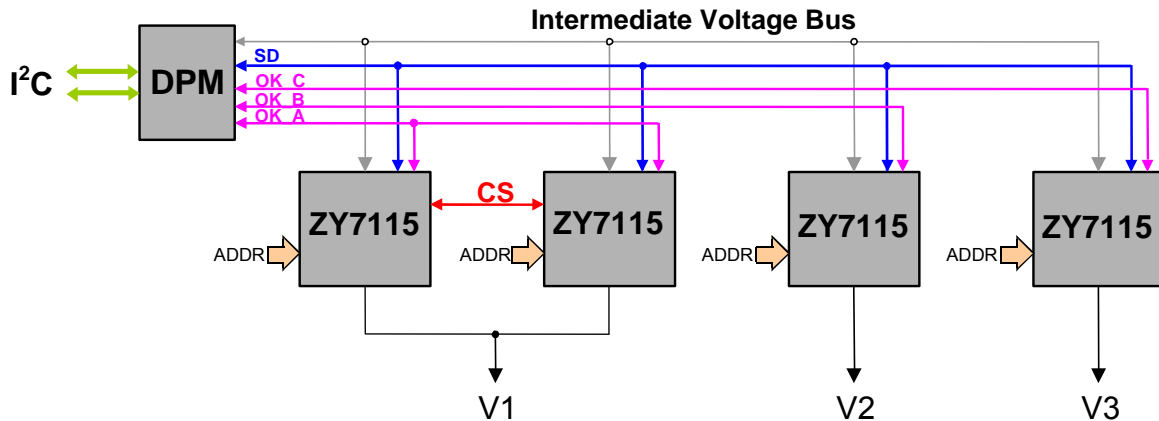 Intermediate Voltage Bus
I²C
DPM
SD
OK_C
OK_B
OK_A
ZY7115
CS
ZY7115
ZY7115
ZY7115
ADDR
ADDR
ADDR
ADDR
V1
V2
V3